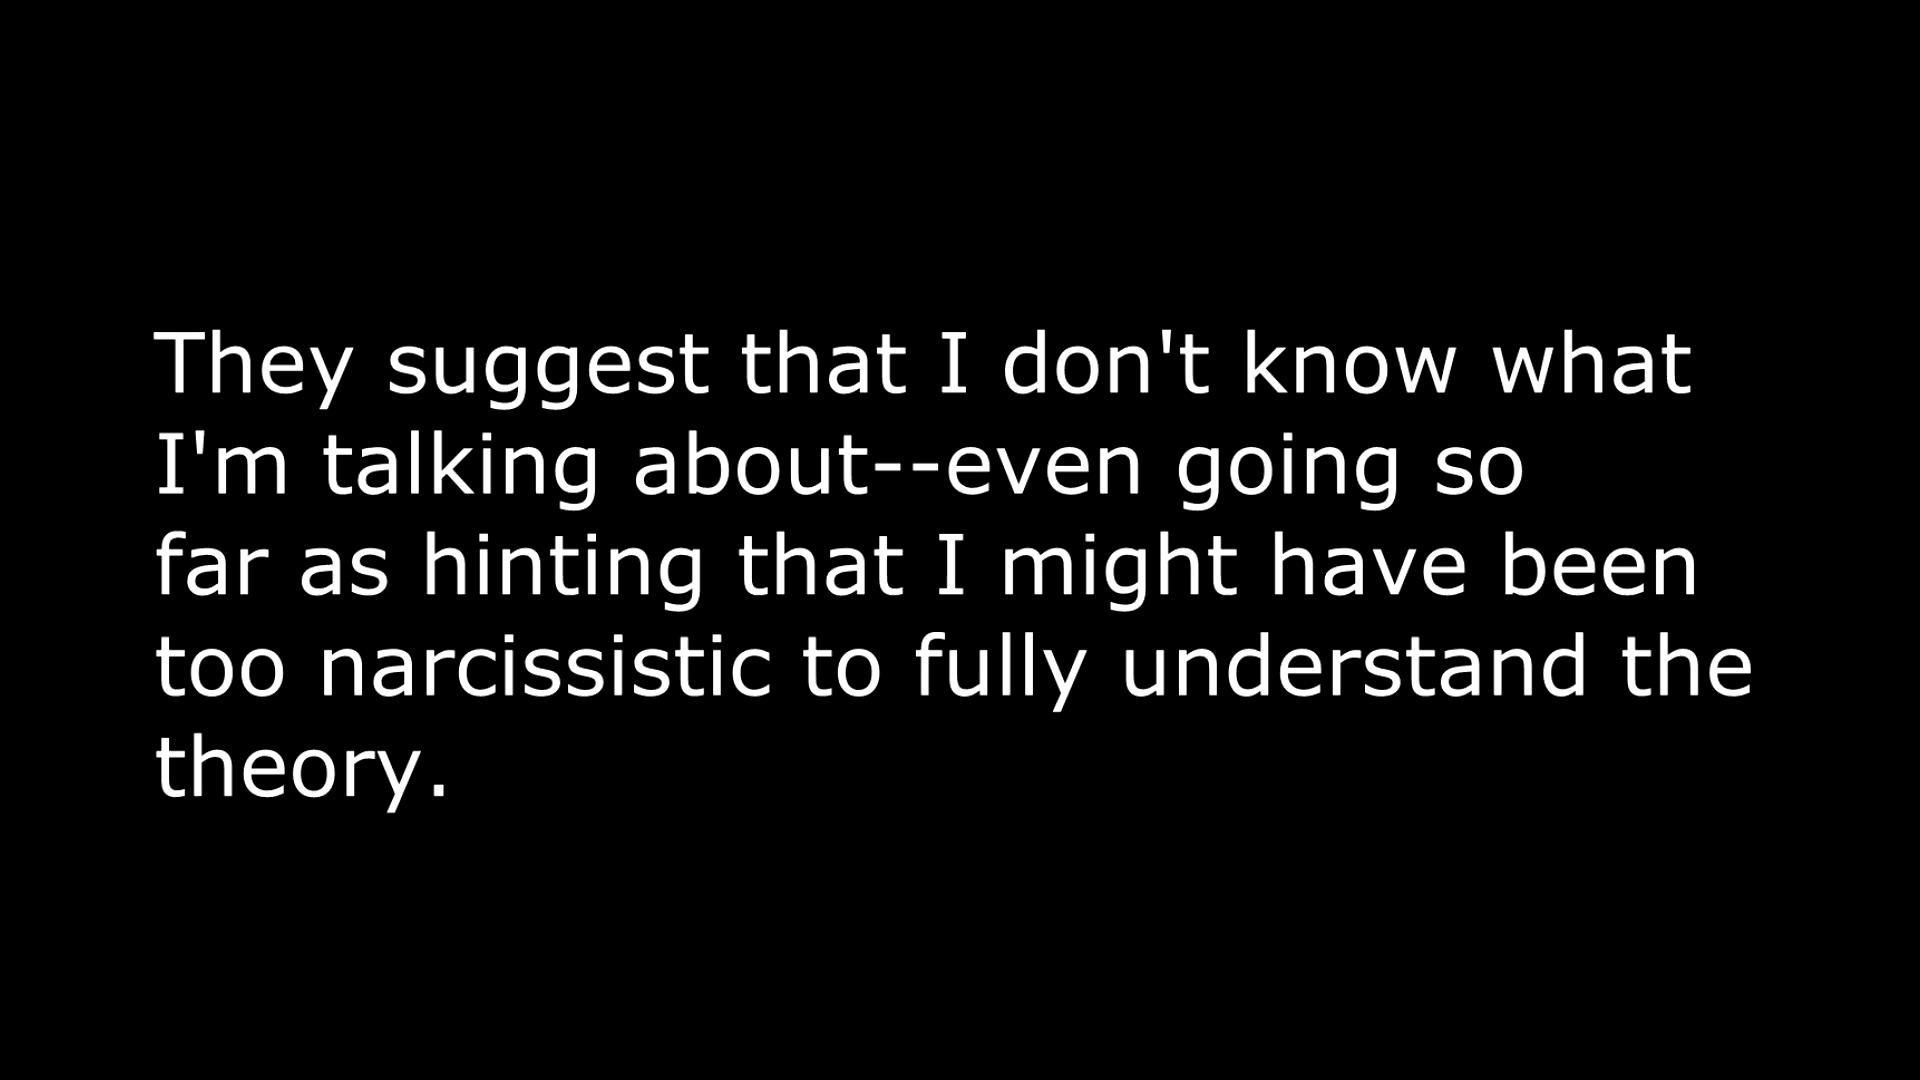 They suggest that I don't know what
I'm talking about--even going so
far as hinting that I might have been
too narcissistic to fully understand the
theory.